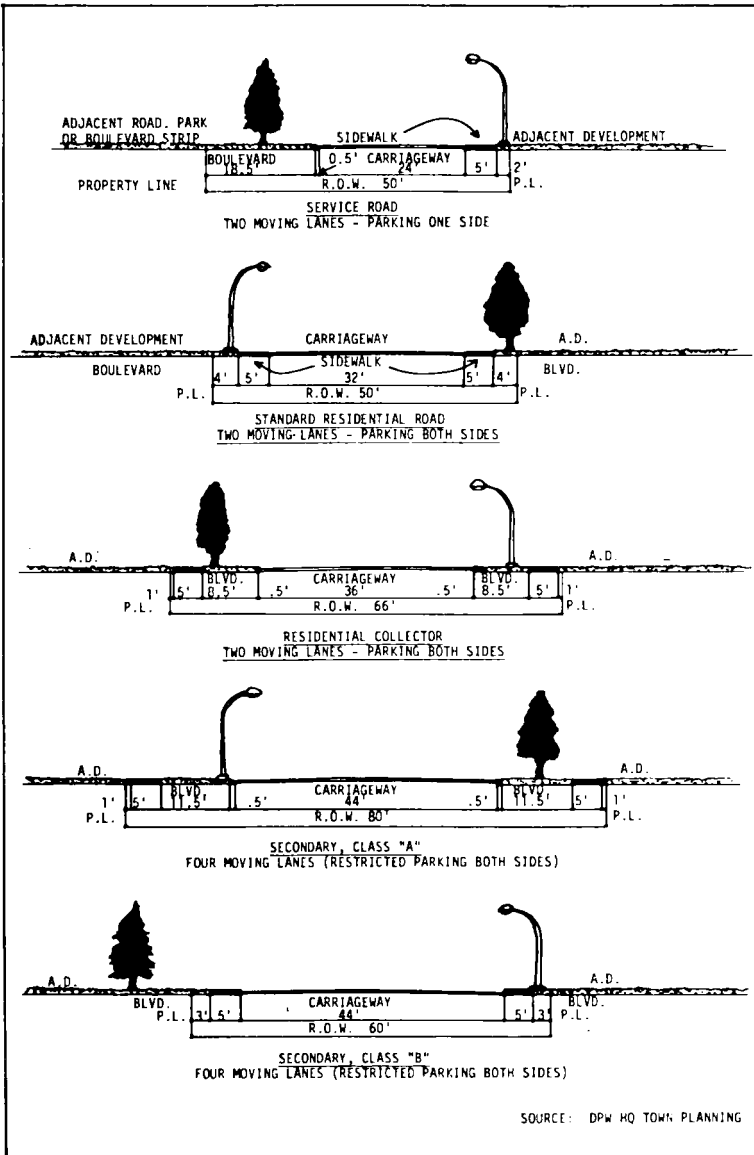 ADJACENT ROAD. PARK
OR BOULEVARD STRIP
SIDEWALK
ADJACENT DEVELOPMENT
BOULEVARD
18.5'
0.5' CARRIAGEWAY
24'
5'
2'
PROPERTY LINE
R.O.W. 50'
P.L.
SERVICE ROAD
TWO MOVING LANES - PARKING ONE SIDE
ADJACENT DEVELOPMENT
CARRIAGEWAY
A.D.
BOULEVARD
SIDEWALK
BLVD.
4' 5' 32' 5' 4'
P.L. R.O.W. 50' P.L.
STANDARD RESIDENTIAL ROAD
TWO MOVING LANES - PARKING BOTH SIDES
A.D. A.D.
BLVD. CARRIAGEWAY BLVD.
1' 5' 8.5' .5' 36' .5' 8.5' 5' 1'
P.L. R.O.W. 66' P.L.
RESIDENTIAL COLLECTOR
TWO MOVING LANES - PARKING BOTH SIDES
A.D. A.D.
BLVD. CARRIAGEWAY BLVD.
1' 5' 11.5' .5' 44' .5' 11.5' 5' 1'
P.L. R.O.W. 80' P.L.
SECONDARY, CLASS "A"
FOUR MOVING LANES (RESTRICTED PARKING BOTH SIDES)
A.D. A.D.
BLVD. CARRIAGEWAY BLVD.
P.L. 3' 5' 44' 5' 3' P.L.
R.O.W. 60'
SECONDARY, CLASS "B"
FOUR MOVING LANES (RESTRICTED PARKING BOTH SIDES)
SOURCE: DPW HQ TOWN PLANNING